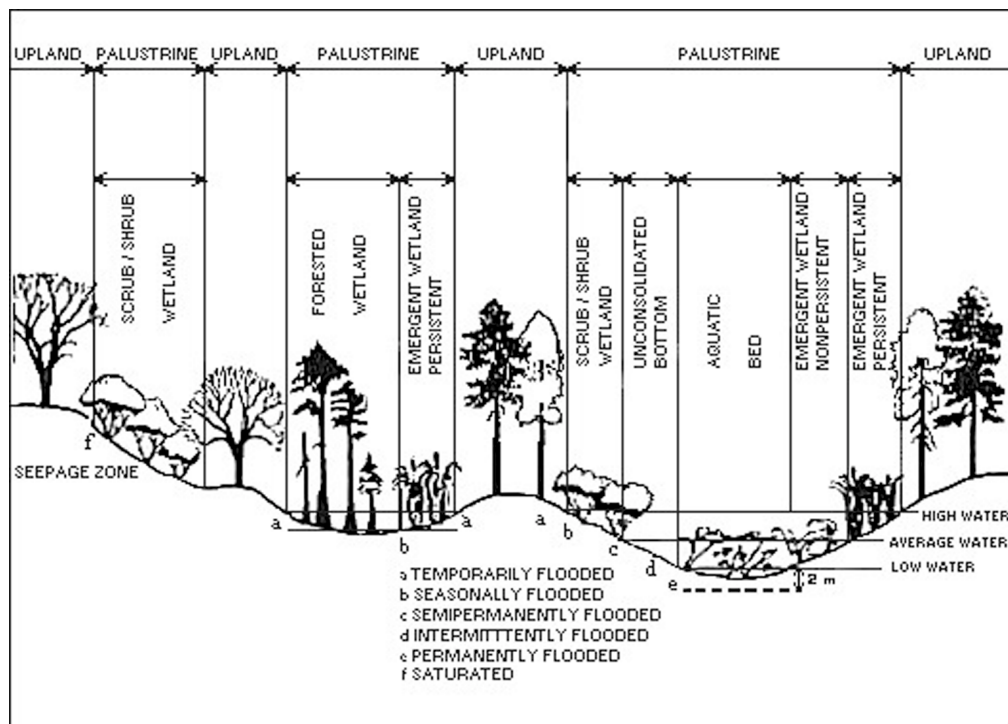 UPLAND PALUSTRINE UPLAND PALUSTRINE UPLAND PALUSTRINE UPLAND
SCRUB / SHRUB
WETLAND
FORESTED
WETLAND
EMERGENT WETLAND
PERSISTENT
SCRUB / SHRUB
WETLAND
UNCONSOLIDATED
BOTTOM
AQUATIC
BED
EMERGENT WETLAND
NONPERSISTENT
EMERGENT WETLAND
PERSISTENT
f
SEEPAGE ZONE
a
b
a
a
b
c
d
e
HIGH WATER
AVERAGE WATER
LOW WATER
2 m
a TEMPORARILY FLOODED
b SEASONALLY FLOODED
c SEMIPERMANENTLY FLOODED
d INTERMITTTENTLY FLOODED
e PERMANENTLY FLOODED
f SATURATED